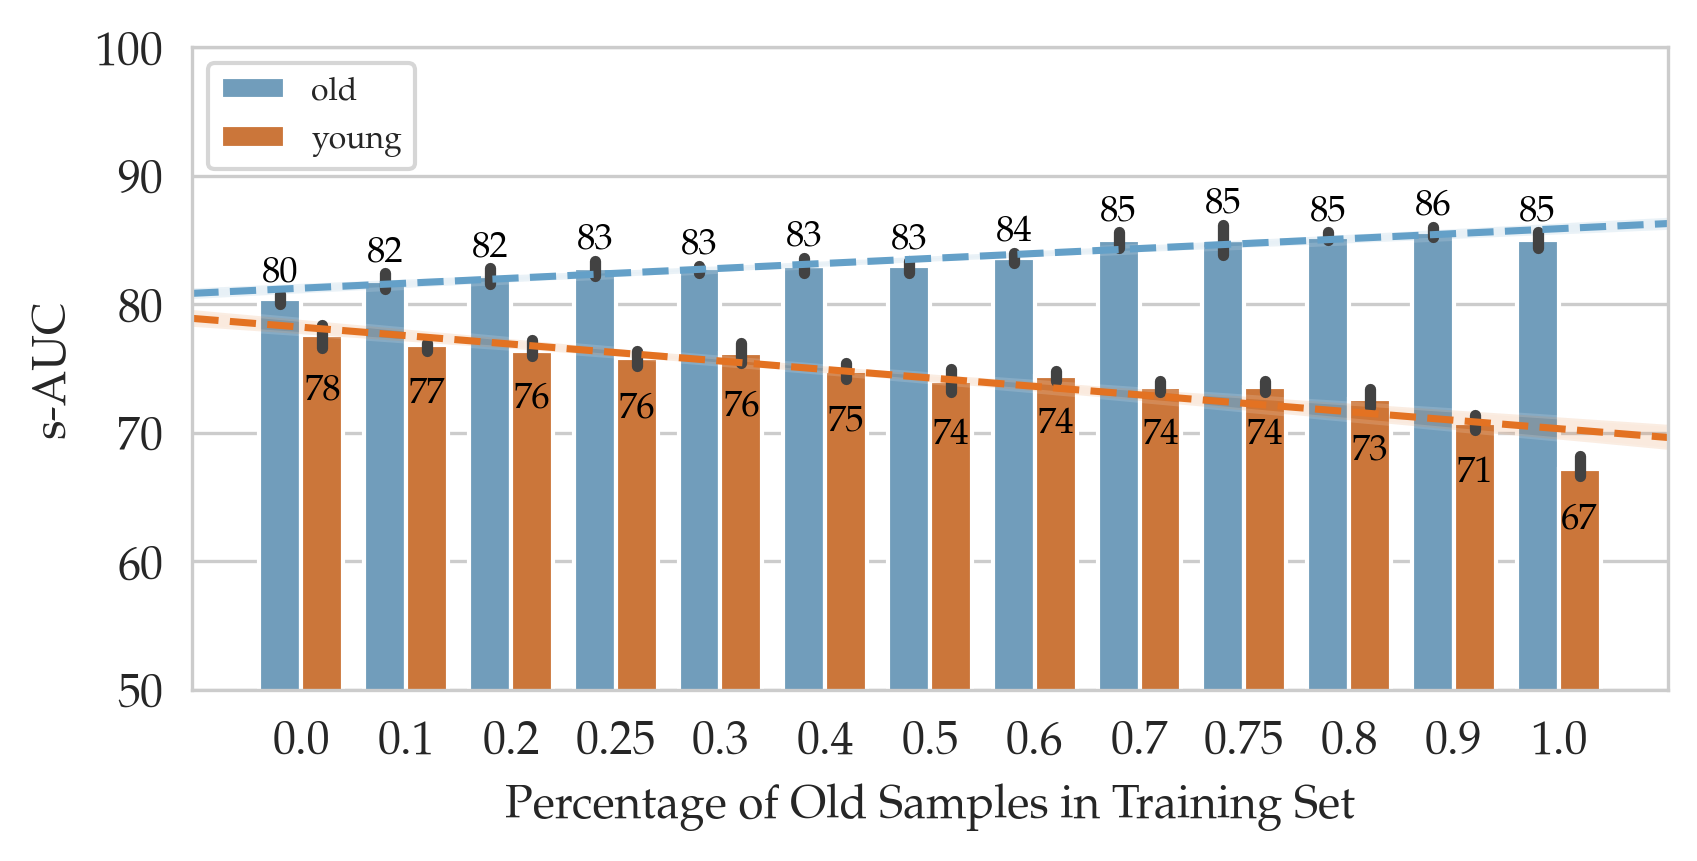 100
90
80
70
60
50
s-AUC
old
young
80 82 82 83 83 83 83 84 85 85 85 86 85
78 77 76 76 76 75 74 74 74 74 73 71 67
0.0 0.1 0.2 0.25 0.3 0.4 0.5 0.6 0.7 0.75 0.8 0.9 1.0
Percentage of Old Samples in Training Set